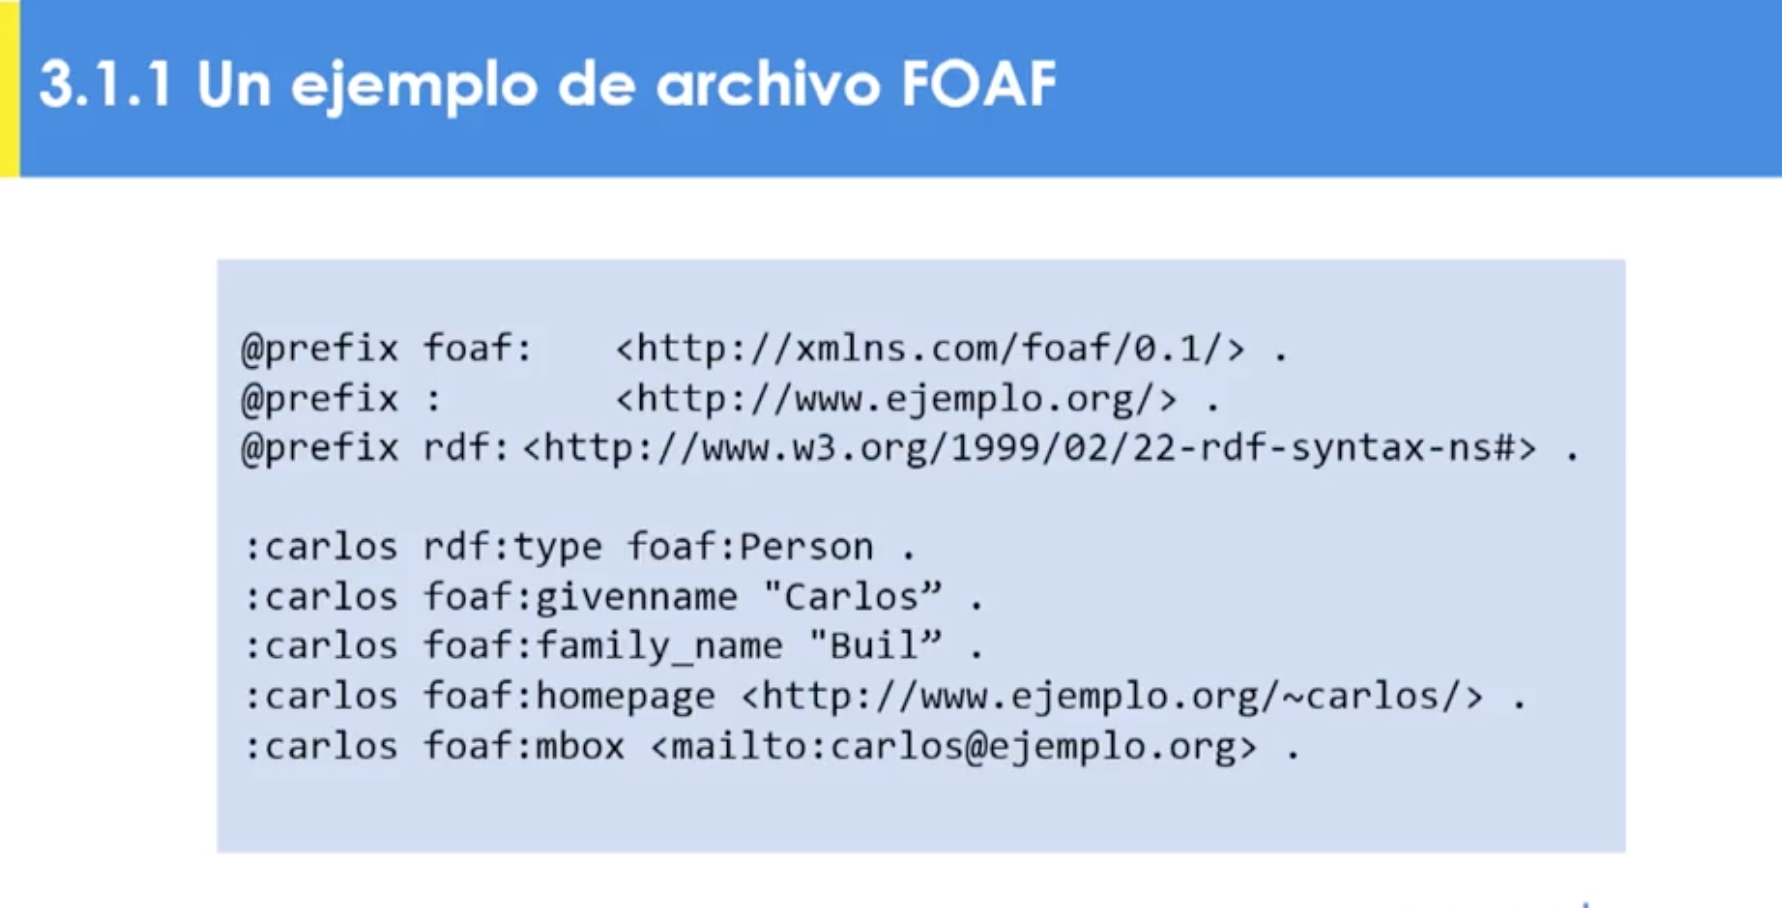 3.1.1 Un ejemplo de archivo FOAF
@prefix foaf: <http://xmlns.com/foaf/0.1/> .
@prefix : <http://www.ejemplo.org/> .
@prefix rdf: <http://www.w3.org/1999/02/22-rdf-syntax-ns#> .
:carlos rdf:type foaf:Person .
:carlos foaf:givenname "Carlos” .
:carlos foaf:family_name "Buil” .
:carlos foaf:homepage <http://www.ejemplo.org/~carlos/> .
:carlos foaf:mbox <mailto:carlos@ejemplo.org> .